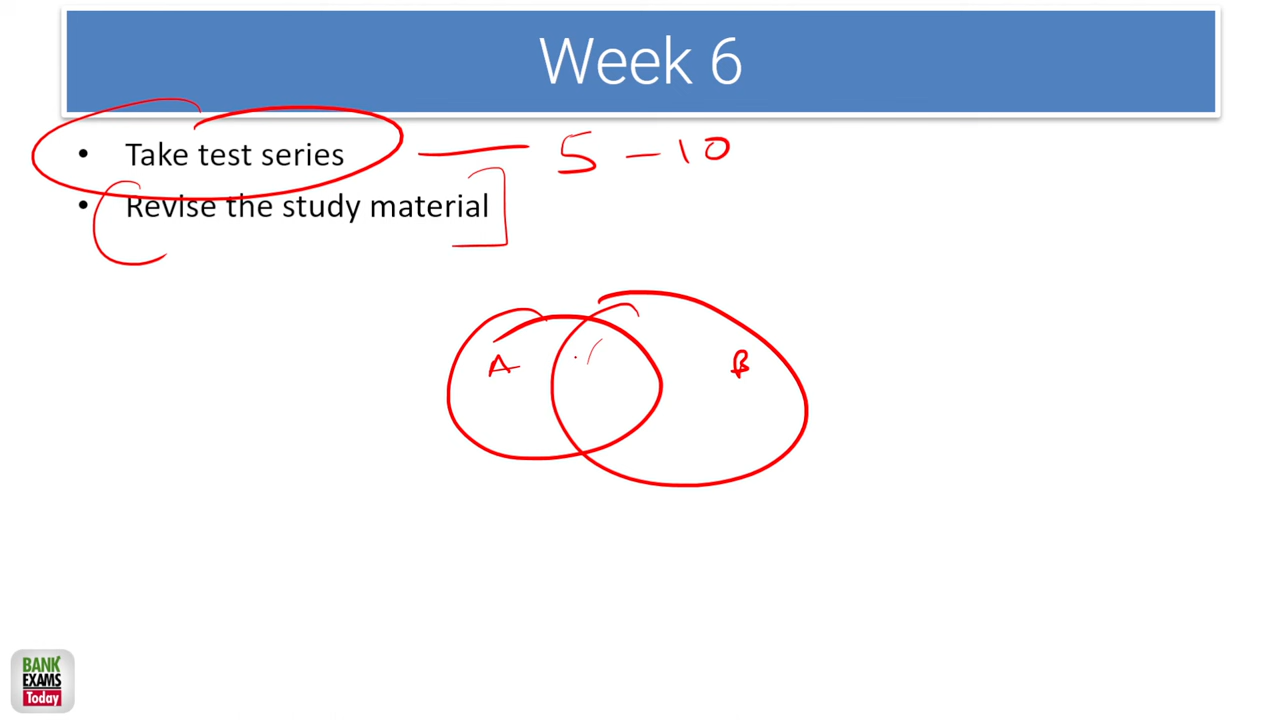 Week 6
• Take test series — 5 – 10
• Revise the study material
A B
BANK
EXAMS
Today